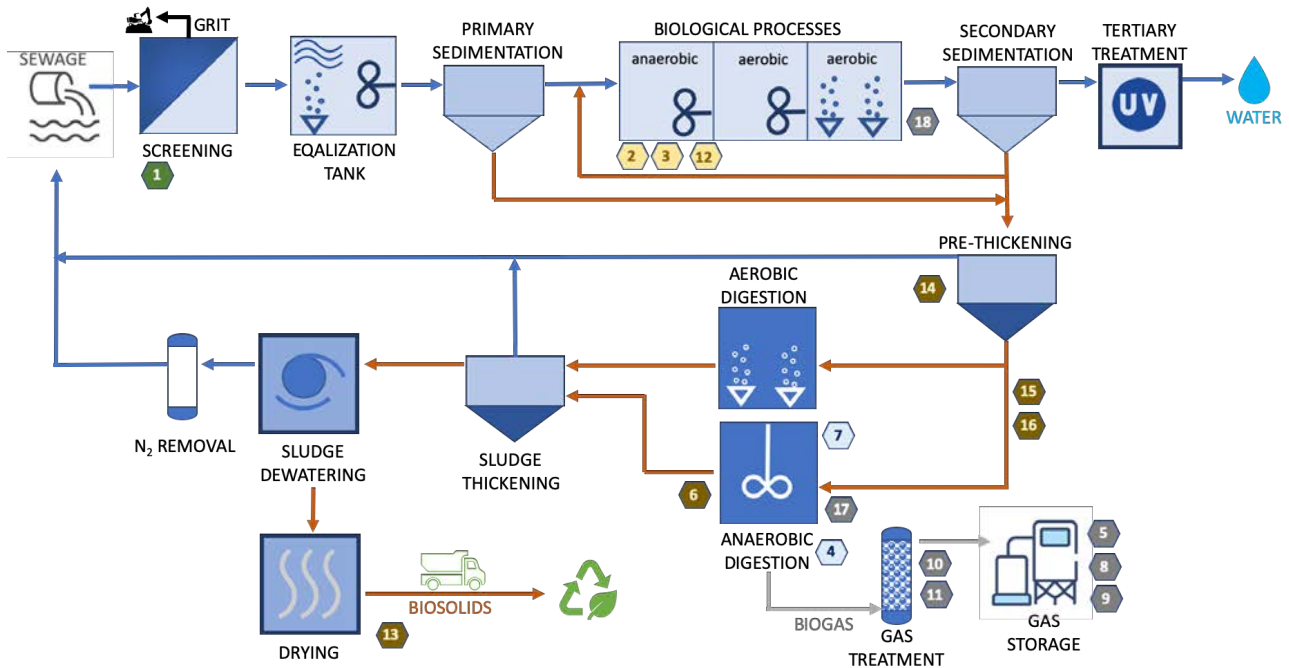 GRIT
SEWAGE
SCREENING
1
EQALIZATION
TANK
PRIMARY
SEDIMENTATION
BIOLOGICAL PROCESSES
anaerobic
aerobic
aerobic
2
3
12
18
SECONDARY
SEDIMENTATION
TERTIARY
TREATMENT
UV
WATER
PRE-THICKENING
14
AEROBIC
DIGESTION
15
16
7
6
17
ANAEROBIC
DIGESTION
4
N2 REMOVAL
SLUDGE
DEWATERING
SLUDGE
THICKENING
BIOSOLIDS
13
DRYING
BIOGAS
10
11
GAS
TREATMENT
5
8
9
GAS
STORAGE